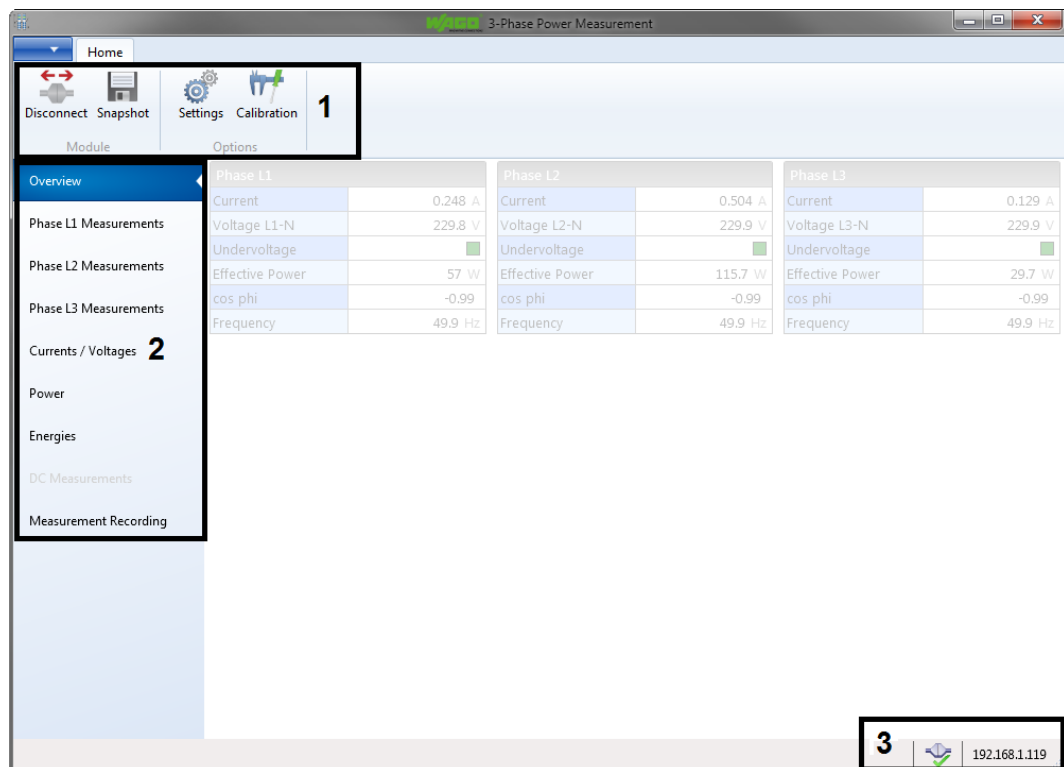 WAGO 3-Phase Power Measurement
Home
Disconnect Snapshot Settings Calibration 1
Module Options
Overview
Phase L1 Measurements
Phase L2 Measurements
Phase L3 Measurements
Currents / Voltages 2
Power
Energies
DC Measurements
Measurement Recording
Phase L1 Phase L2 Phase L3
Current 0.248 A Current 0.504 A Current 0.129 A
Voltage L1-N 229.8 V Voltage L2-N 229.9 V Voltage L3-N 229.9 V
Undervoltage Undervoltage Undervoltage
Effective Power 57 W Effective Power 115.7 W Effective Power 29.7 W
cos phi -0.99 cos phi -0.99 cos phi -0.99
Frequency 49.9 Hz Frequency 49.9 Hz Frequency 49.9 Hz
3 192.168.1.119